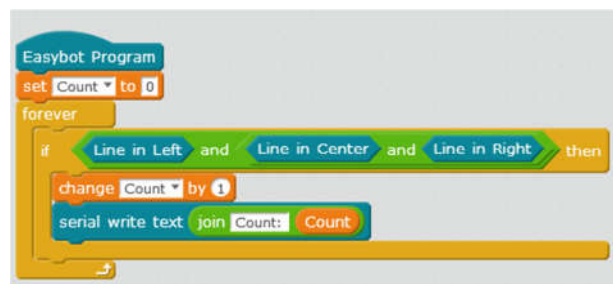 Easybot Program
set Count to 0
forever
if Line in Left and Line in Center and Line in Right then
change Count by 1
serial write text join Count: Count